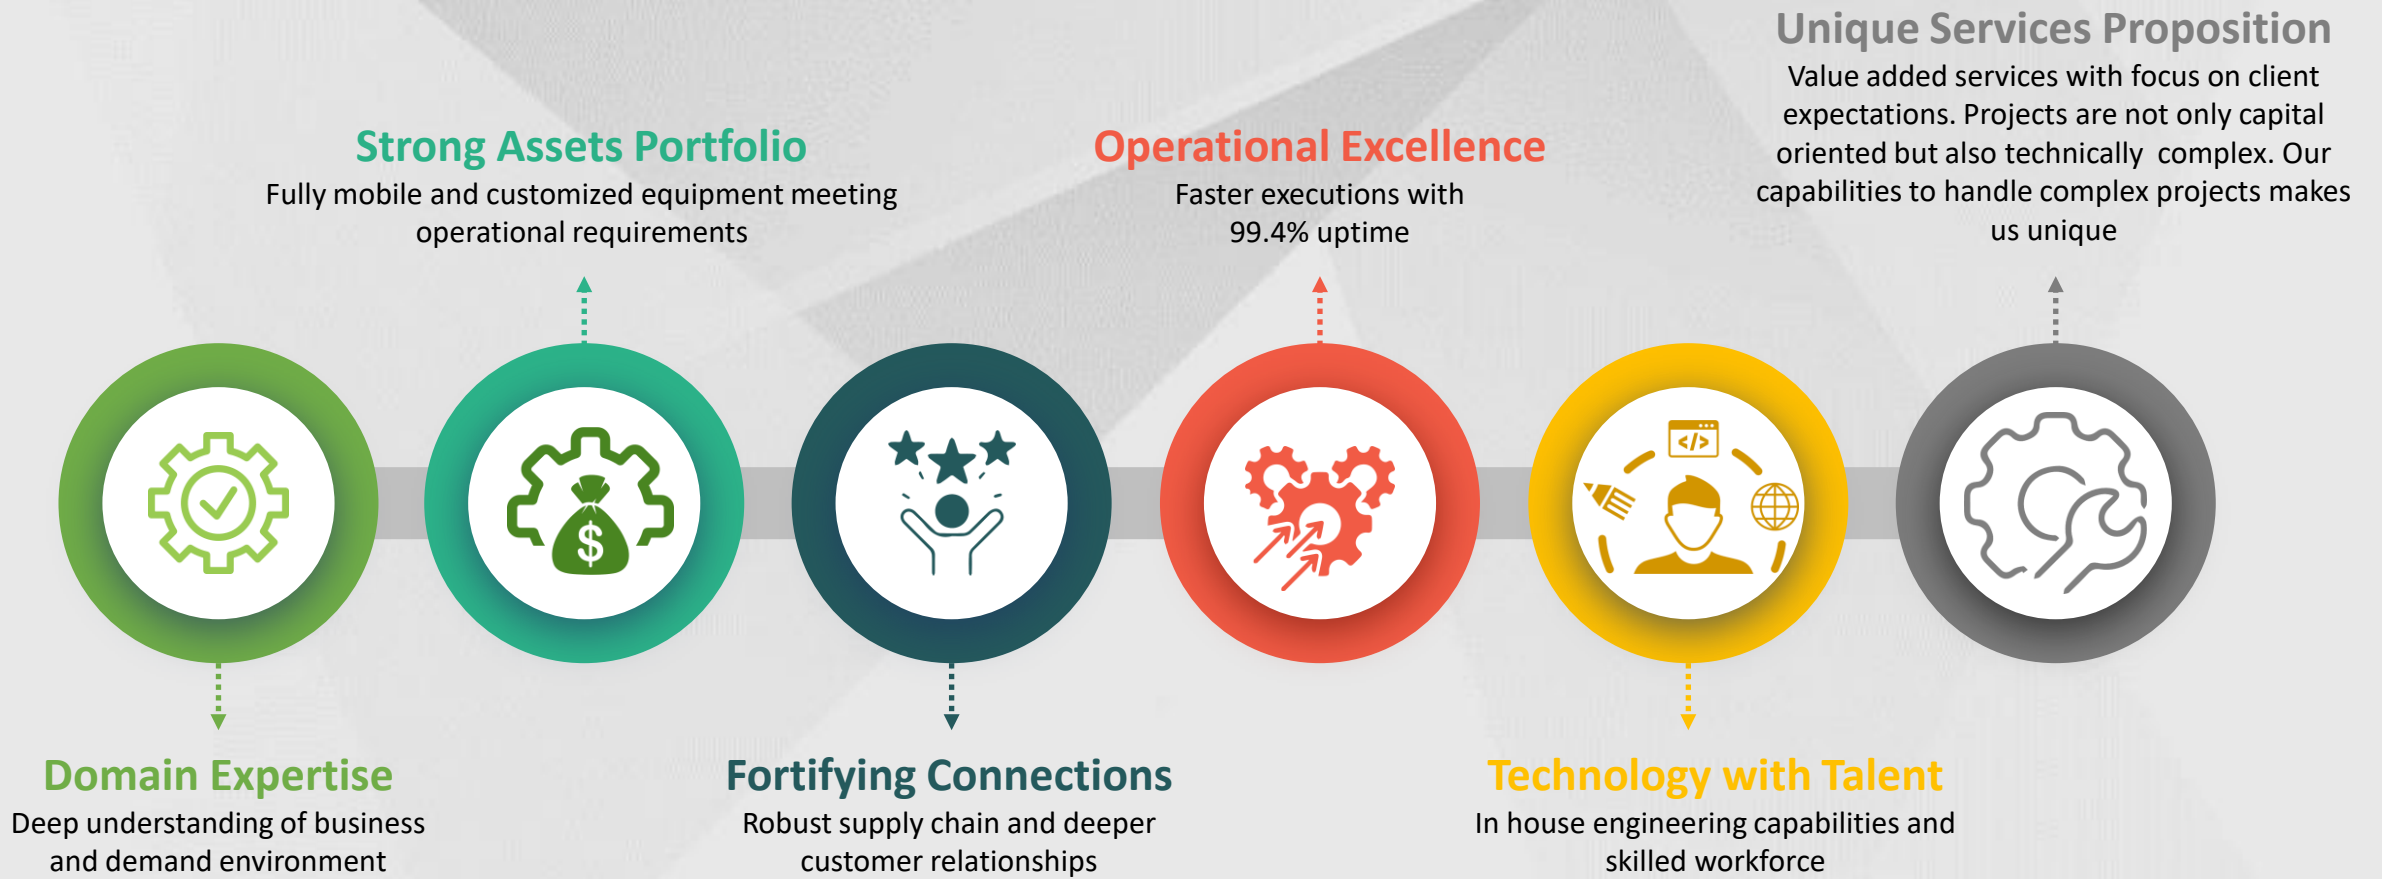 Unique Services Proposition
Value added services with focus on client
expectations. Projects are not only capital
oriented but also technically complex. Our
capabilities to handle complex projects makes
us unique
Strong Assets Portfolio
Fully mobile and customized equipment meeting
operational requirements
Operational Excellence
Faster executions with
99.4% uptime
</>
$
Domain Expertise
Deep understanding of business
and demand environment
Fortifying Connections
Robust supply chain and deeper
customer relationships
Technology with Talent
In house engineering capabilities and
skilled workforce